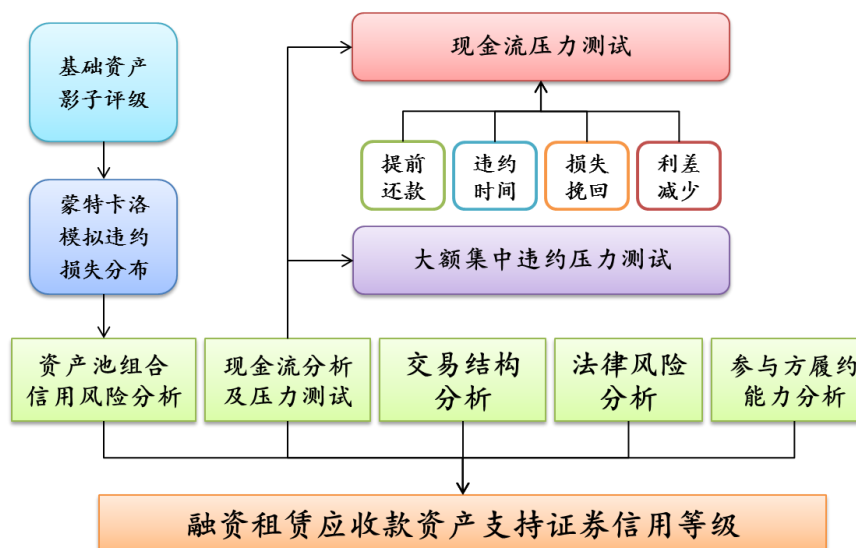 基础资产
影子评级
现金流压力测试
提前
还款
违约
时间
损失
挽回
利差
减少
蒙特卡洛
模拟违约
损失分布
大额集中违约压力测试
资产池组合
信用风险分析
现金流分析
及压力测试
交易结构
分析
法律风险
分析
参与方履约
能力分析
融资租赁应收款资产支持证券信用等级